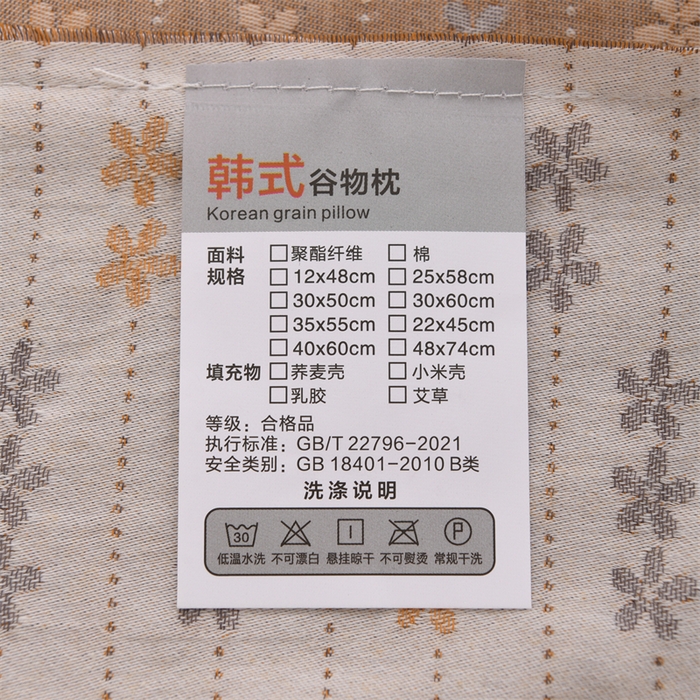 韩式谷物枕
Korean grain pillow
面料 □聚酯纤维 □棉
规格 □12x48cm □25x58cm
□30x50cm □30x60cm
□35x55cm □22x45cm
□40x60cm □48x74cm
填充物 □荞麦壳 □小米壳
□乳胶 □艾草
等级：合格品
执行标准：GB/T 22796-2021
安全类别：GB 18401-2010 B类
洗涤说明
30 P
低温水洗 不可漂白 悬挂晾干 不可熨烫 常规干洗